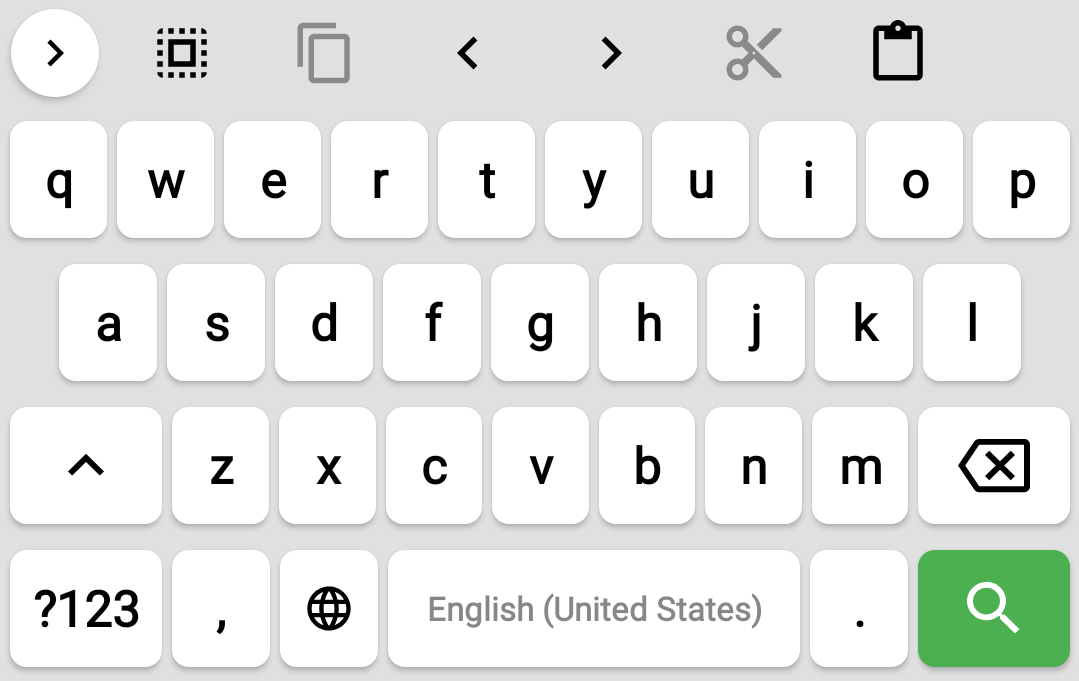 q w e r t y u i o p
a s d f g h j k l
z x c v b n m
?123 , English (United States) .